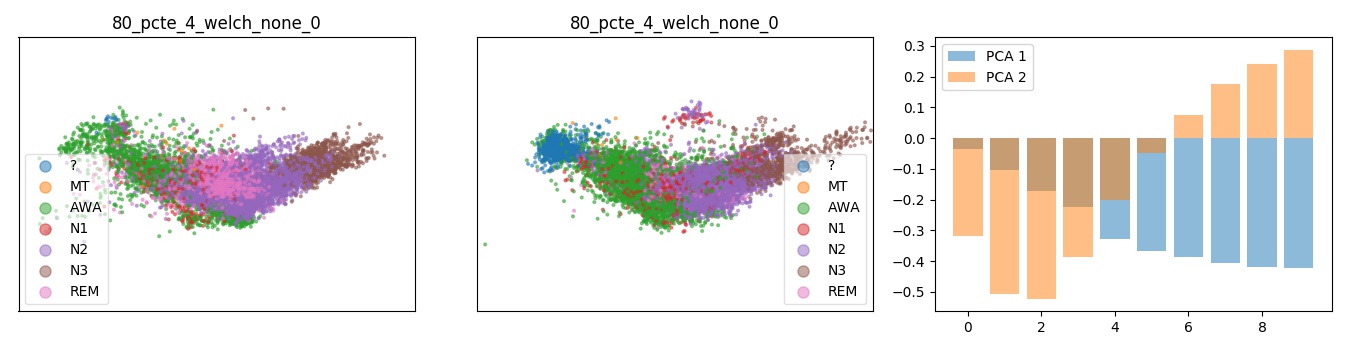 80_pcte_4_welch_none_0
?
MT
AWA
N1
N2
N3
REM
80_pcte_4_welch_none_0
?
MT
AWA
N1
N2
N3
REM
PCA 1
PCA 2
0.3
0.2
0.1
0.0
−0.1
−0.2
−0.3
−0.4
−0.5
0 2 4 6 8